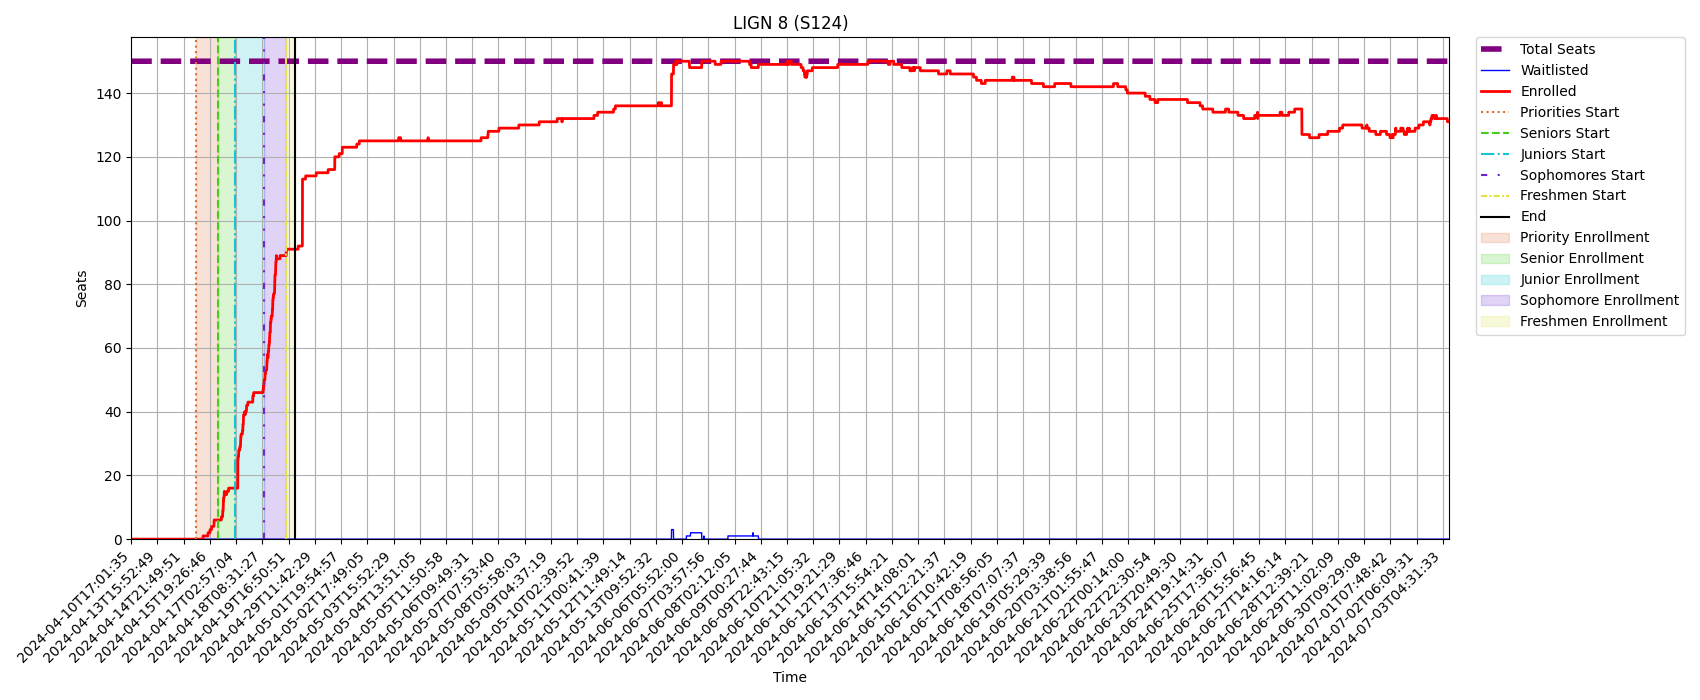 LIGN 8 (S124)
Total Seats
Waitlisted
Enrolled
Priorities Start
Seniors Start
Juniors Start
Sophomores Start
Freshmen Start
End
Priority Enrollment
Senior Enrollment
Junior Enrollment
Sophomore Enrollment
Freshmen Enrollment
Seats
140
120
100
80
60
40
20
0
2024-04-10T17:01:35
2024-04-13T15:52:49
2024-04-14T21:49:51
2024-04-15T19:26:46
2024-04-17T02:57:04
2024-04-18T08:31:27
2024-04-19T16:50:51
2024-04-29T11:42:29
2024-05-01T19:54:57
2024-05-02T17:49:05
2024-05-03T15:52:29
2024-05-04T13:51:05
2024-05-05T11:50:58
2024-05-06T09:49:31
2024-05-07T07:53:40
2024-05-08T05:58:03
2024-05-09T04:37:19
2024-05-10T02:39:52
2024-05-11T00:41:39
2024-05-12T11:49:14
2024-05-13T09:52:32
2024-06-06T05:52:00
2024-06-07T03:57:56
2024-06-08T02:12:05
2024-06-09T00:27:44
2024-06-09T22:43:15
2024-06-10T21:05:32
2024-06-11T19:21:29
2024-06-12T17:36:46
2024-06-13T15:54:21
2024-06-14T14:08:01
2024-06-15T12:21:37
2024-06-16T10:42:19
2024-06-17T08:56:05
2024-06-18T07:07:37
2024-06-19T05:29:39
2024-06-20T03:38:56
2024-06-21T01:55:47
2024-06-22T00:14:00
2024-06-22T22:30:54
2024-06-23T20:49:30
2024-06-24T19:14:31
2024-06-25T17:36:07
2024-06-26T15:56:45
2024-06-27T14:16:14
2024-06-28T12:39:21
2024-06-29T11:02:09
2024-06-30T09:29:08
2024-07-01T07:48:42
2024-07-02T06:09:31
2024-07-03T04:31:33
Time